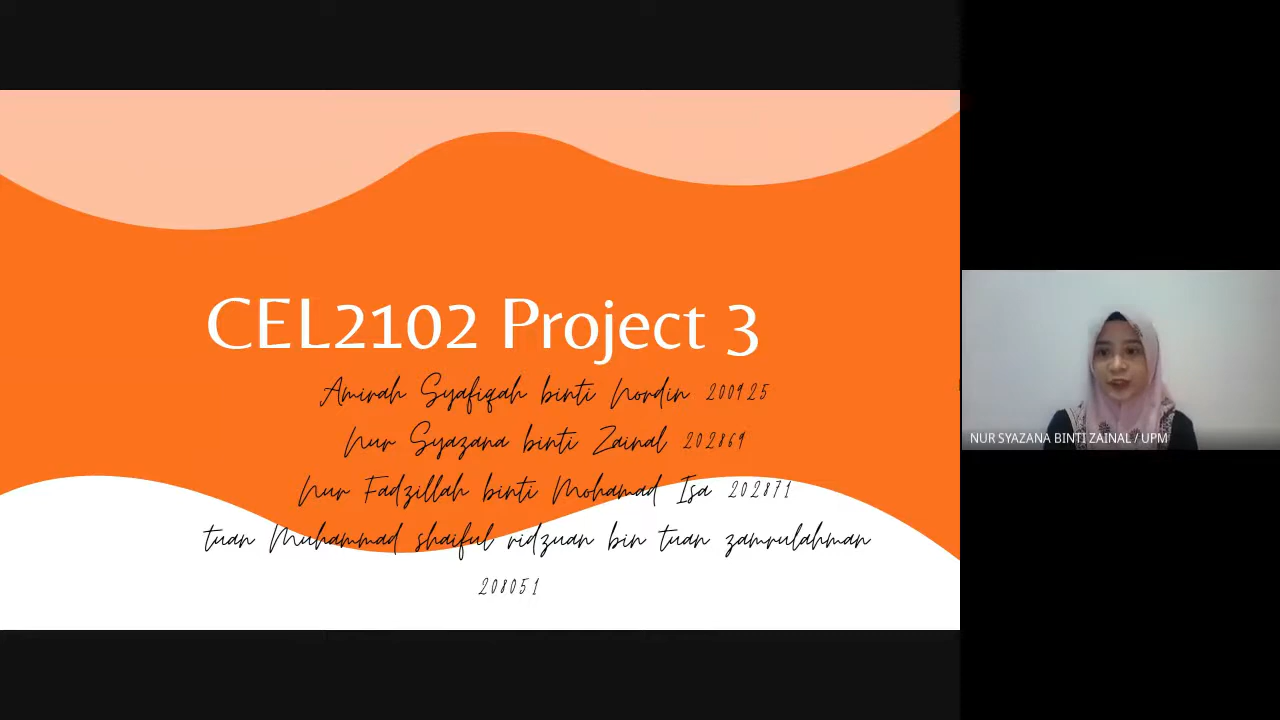 CEL2102 Project 3
Amirah Syafiqah binti Nordin 200925
Nur Syazana binti Zainal 202869
Nur Fadzillah binti Mohamad Isa 202871
tuan Muhammad shaiful ridzuan bin tuan zamrulahman
208051
NUR SYAZANA BINTI ZAINAL / UPM